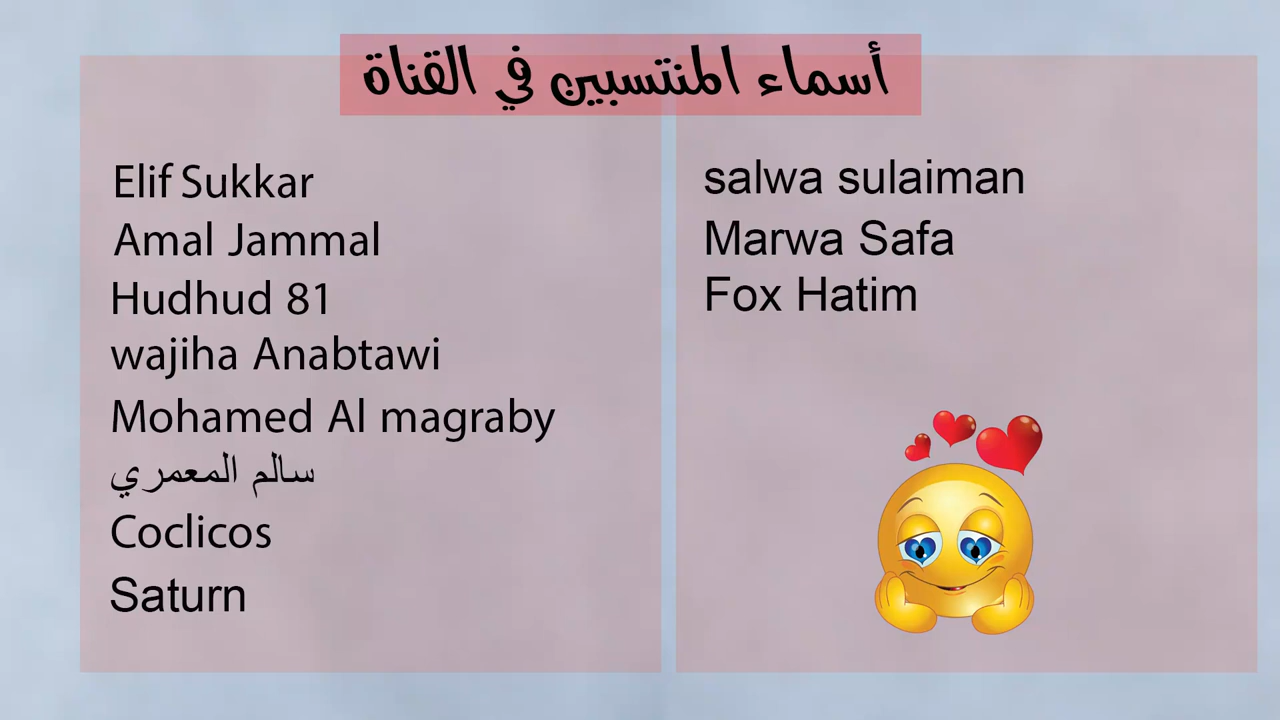 أسماء المنتسبين في القناة
Elif Sukkar
Amal Jammal
Hudhud 81
wajiha Anabtawi
Mohamed Al magraby
سالم المعمري
Coclicos
Saturn
salwa sulaiman
Marwa Safa
Fox Hatim